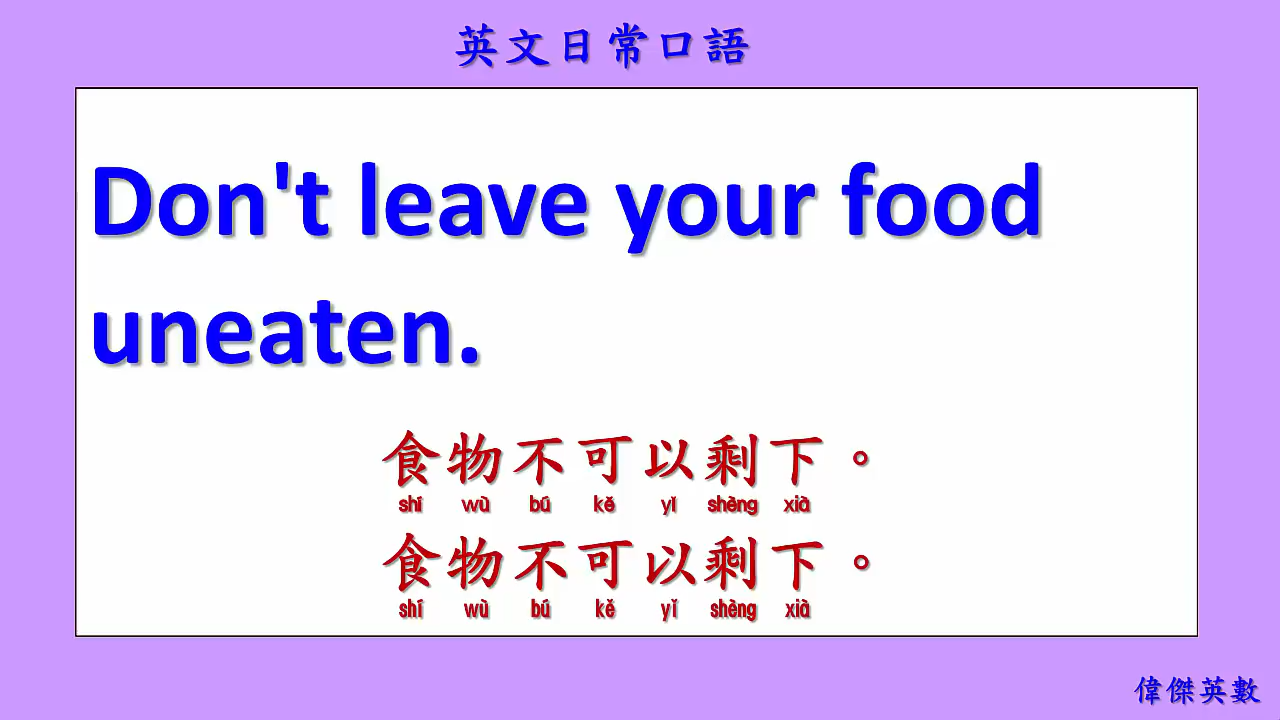 英文日常口語
Don't leave your food
uneaten.
食物不可以剩下。
shí wù bú kě yǐ shèng xià
食物不可以剩下。
shí wù bú kě yǐ shèng xià
偉傑英數